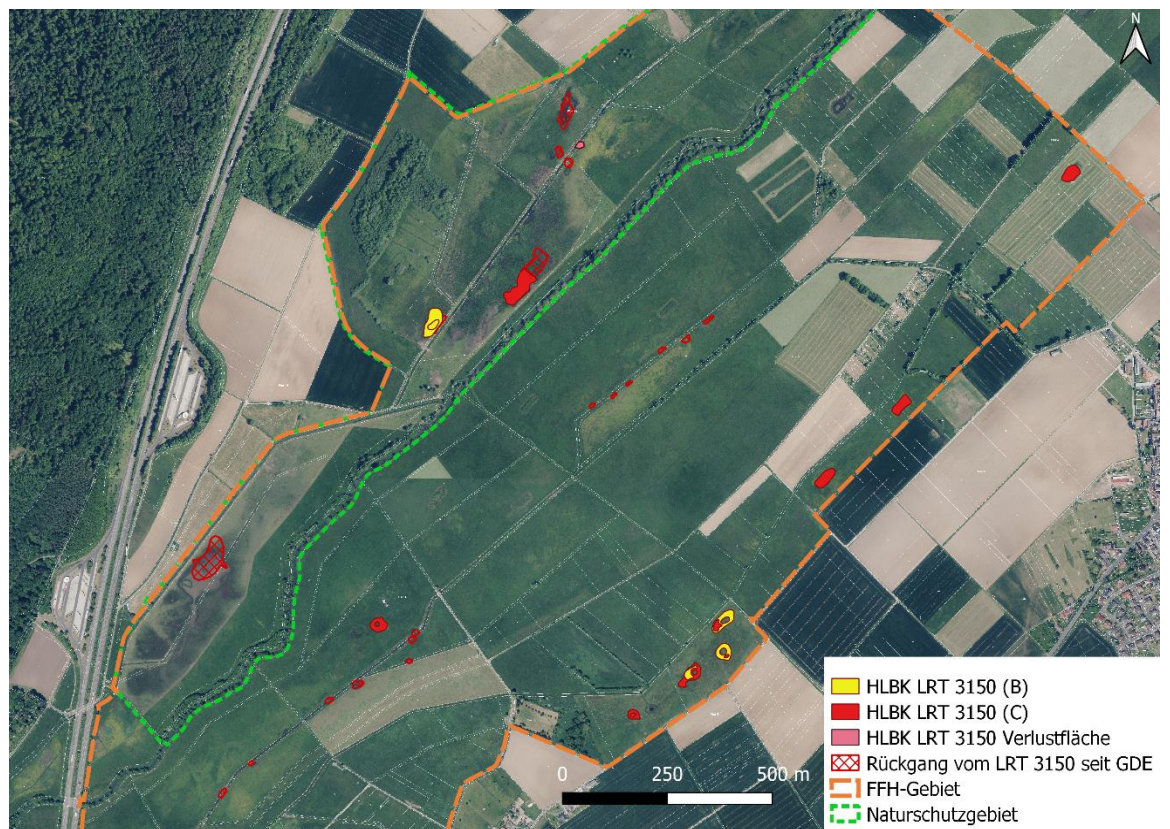 N
HLBK LRT 3150 (B)
HLBK LRT 3150 (C)
HLBK LRT 3150 Verlustfläche
Rückgang vom LRT 3150 seit GDE
FFH-Gebiet
Naturschutzgebiet
0 250 500 m